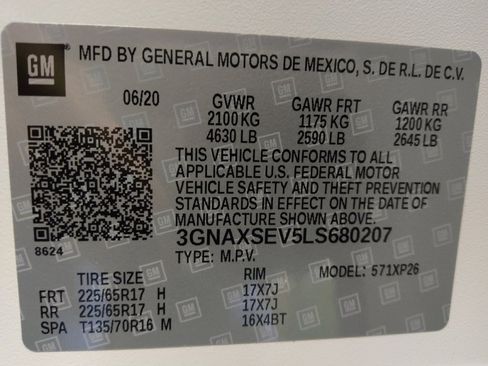 GM
MFD BY GENERAL MOTORS DE MEXICO, S. DE R.L. DE C.V.
06/20 GVWR GAWR FRT GAWR RR
2100 KG 1175 KG 1200 KG
4630 LB 2590 LB 2645 LB
THIS VEHICLE CONFORMS TO ALL
APPLICABLE U.S. FEDERAL MOTOR
VEHICLE SAFETY AND THEFT PREVENTION
STANDARDS IN EFFECT ON THE DATE OF
MANUFACTURE SHOWN ABOVE.
3GNAXSEV5LS680207
8624
TYPE: M.P.V. MODEL: 571XP26
TIRE SIZE RIM
FRT 225/65R17 H 17X7J
RR 225/65R17 H 17X7J
SPA T135/70R16 M 16X4BT